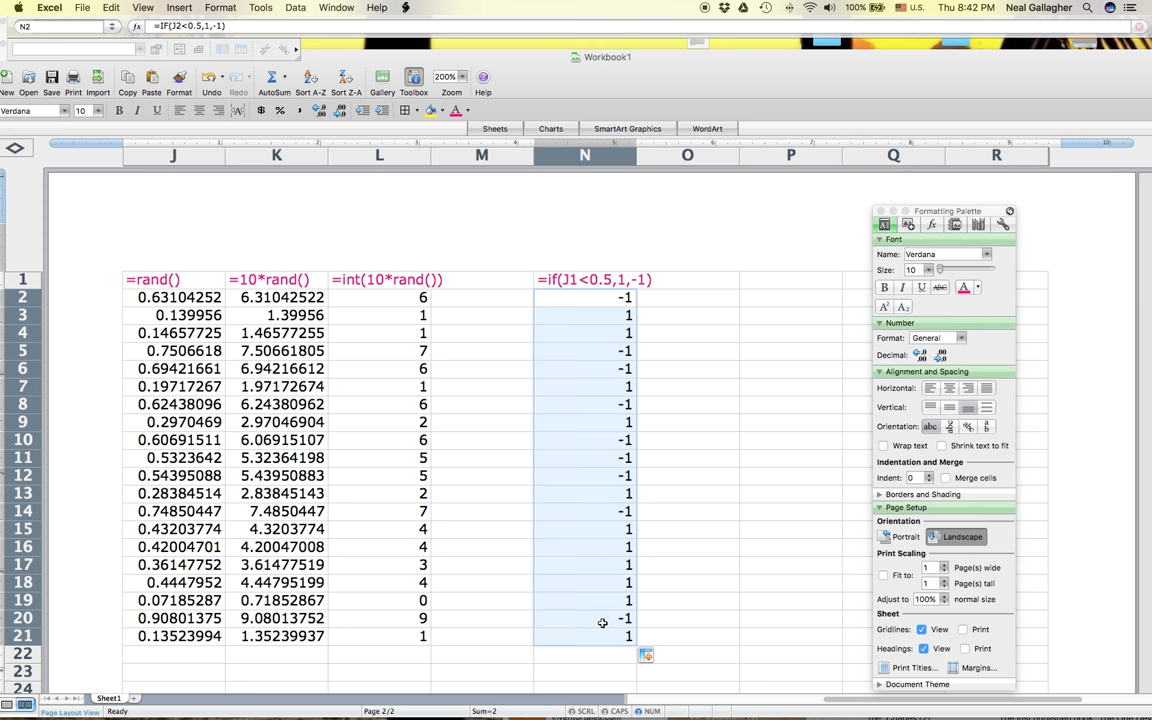 Excel File Edit View Insert Format Tools Data Window Help 100% U.S. Thu 8:42 PM Neal Gallagher
N2 fx =IF(J2<0.5,1,-1)
Workbook1
200%
New Open Save Print Import Copy Paste Format Undo Redo AutoSum Sort A-Z Sort Z-A Gallery Toolbox Zoom Help
Verdana 10 B I U
Sheets Charts SmartArt Graphics WordArt
J K L M N O P Q R
1 =rand() =10*rand() =int(10*rand()) =if(J1<0.5,1,-1)
2 0.63104252 6.31042522 6 -1
3 0.139956 1.39956 1 1
4 0.14657725 1.46577255 1 1
5 0.7506618 7.50661805 7 -1
6 0.69421661 6.94216612 6 -1
7 0.19717267 1.97172674 1 1
8 0.62438096 6.24380962 6 -1
9 0.2970469 2.97046904 2 1
10 0.60691511 6.06915107 6 -1
11 0.5323642 5.32364198 5 -1
12 0.54395088 5.43950883 5 -1
13 0.28384514 2.83845143 2 1
14 0.74850447 7.4850447 7 -1
15 0.43203774 4.3203774 4 1
16 0.42004701 4.20047008 4 1
17 0.36147752 3.61477519 3 1
18 0.4447952 4.44795199 4 1
19 0.07185287 0.71852867 0 1
20 0.90801375 9.08013752 9 -1
21 0.13523994 1.35239937 1 1
22
23
24
Formatting Palette
Font
Name: Verdana
Size: 10
B I U ABC A
A² A₂
Number
Format: General
Decimal:
Alignment and Spacing
Horizontal:
Vertical:
Orientation: abc
Wrap text Shrink text to fit
Indentation and Merge
Indent: 0 Merge cells
Borders and Shading
Page Setup
Orientation
Portrait Landscape
Print Scaling
Fit to: 1 Page(s) wide
1 Page(s) tall
Adjust to 100% normal size
Sheet
Gridlines: View Print
Headings: View Print
Print Titles... Margins...
Document Theme
Sheet1
Page Layout View Ready Page 2/2 Sum=2 SCRL CAPS NUM